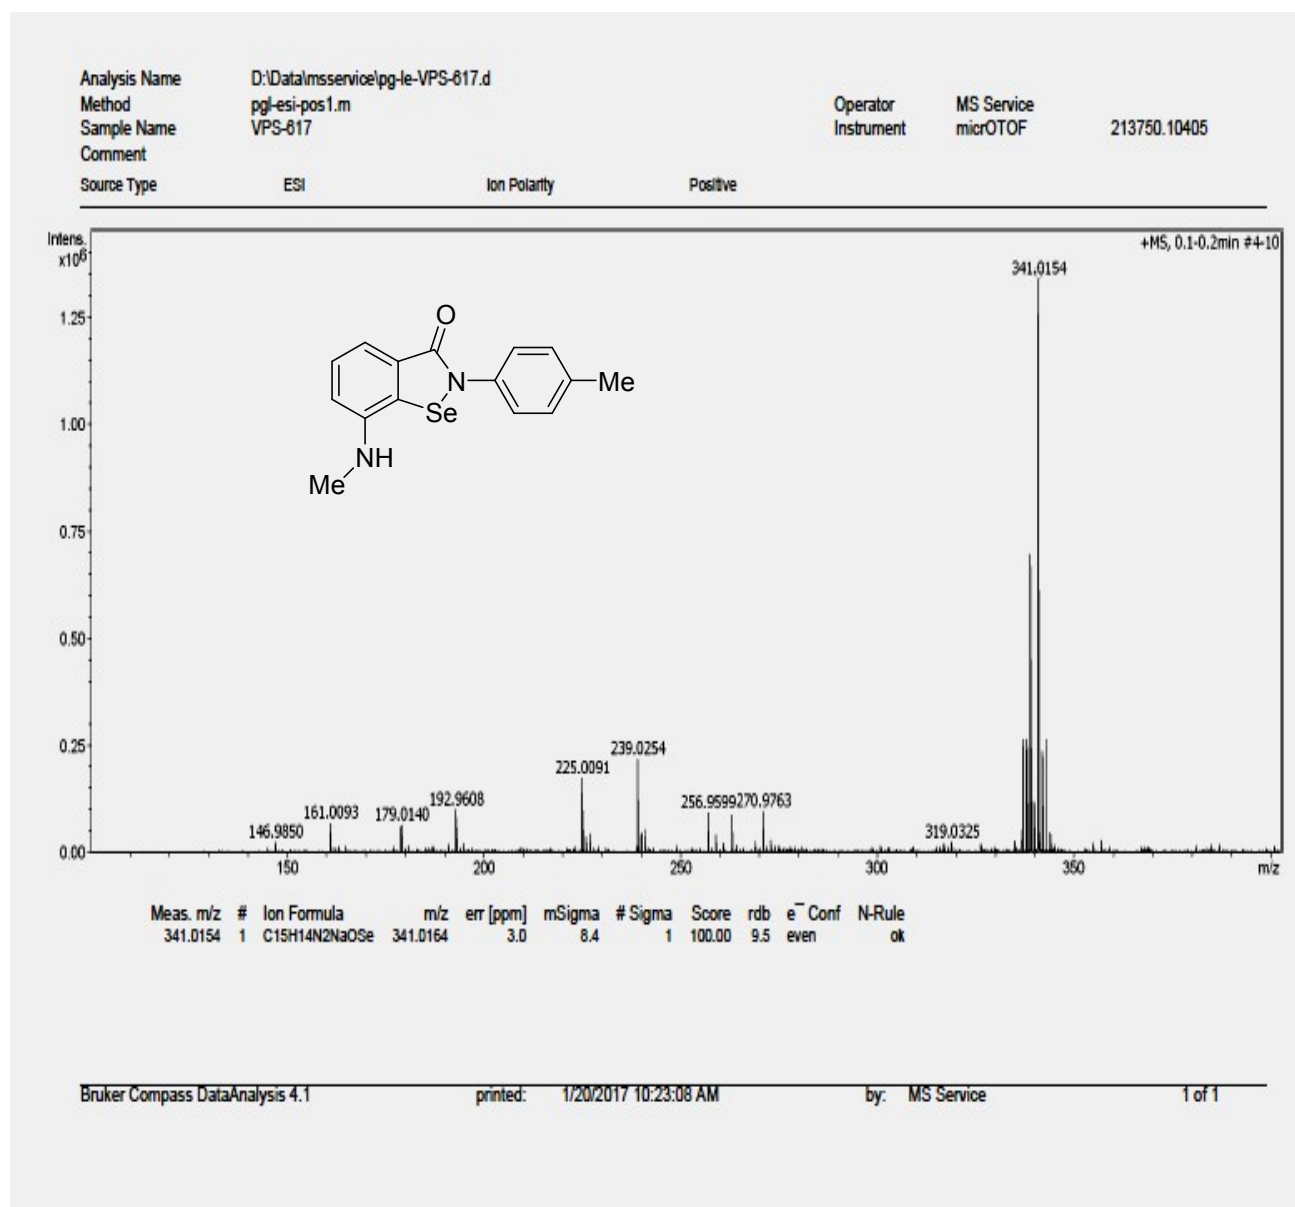 Analysis Name D:\Data\msservice\pg-le-VPS-617.d
Method pgl-esi-pos1.m Operator MS Service
Sample Name VPS-617 Instrument micrOTOF 213750.10405
Comment
Source Type ESI Ion Polarity Positive
Intens.
x10⁶
+MS, 0.1-0.2min #4-10
341.0154
1.25
1.00
0.75
0.50
0.25
0.00
O
N
Me
Se
NH
Me
239.0254
225.0091
192.9608
256.9599
270.9763
161.0093
179.0140
146.9850
319.0325
150 200 250 300 350 m/z
Meas. m/z # Ion Formula m/z err [ppm] mSigma # Sigma Score rdb e¯ Conf N-Rule
341.0154 1 C15H14N2NaOSe 341.0164 3.0 8.4 1 100.00 9.5 even ok
Bruker Compass DataAnalysis 4.1 printed: 1/20/2017 10:23:08 AM by: MS Service 1 of 1